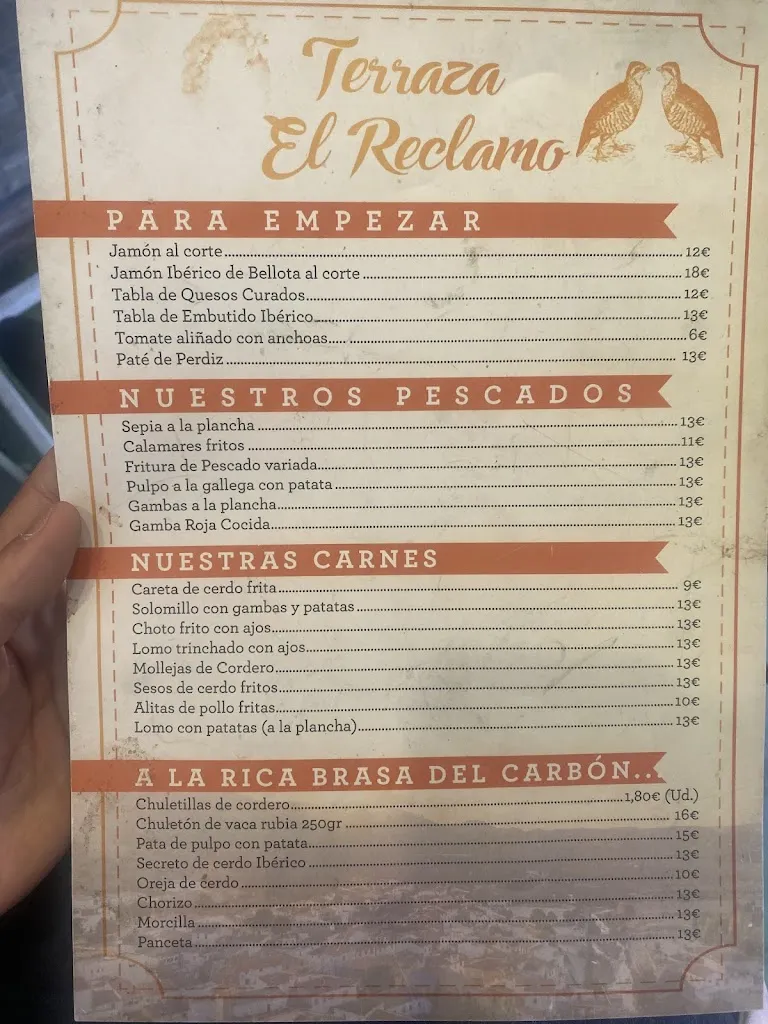 Terraza
El Reclamo
PARA EMPEZAR
Jamón al corte 12€
Jamón Ibérico de Bellota al corte 18€
Tabla de Quesos Curados 12€
Tabla de Embutido Ibérico 13€
Tomate aliñado con anchoas 6€
Paté de Perdiz 13€
NUESTROS PESCADOS
Sepia a la plancha 13€
Calamares fritos 11€
Fritura de Pescado variada 13€
Pulpo a la gallega con patata 13€
Gambas a la plancha 13€
Gamba Roja Cocida 13€
NUESTRAS CARNES
Careta de cerdo frita 9€
Solomillo con gambas y patatas 13€
Choto frito con ajos 13€
Lomo trinchado con ajos 13€
Mollejas de Cordero 13€
Sesos de cerdo fritos 13€
Alitas de pollo fritas 10€
Lomo con patatas (a la plancha) 13€
A LA RICA BRASA DEL CARBÓN...
Chuletillas de cordero 1,80€ (Ud.)
Chuletón de vaca rubia 250gr 16€
Pata de pulpo con patata 15€
Secreto de cerdo Ibérico 13€
Oreja de cerdo 10€
Chorizo 13€
Morcilla 13€
Panceta 13€